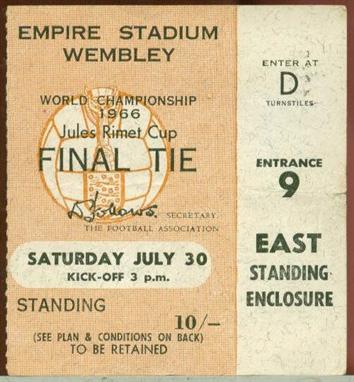 EMPIRE STADIUM
WEMBLEY
WORLD CHAMPIONSHIP
1966
Jules Rimet Cup
FINAL TIE
D Follows. SECRETARY.
THE FOOTBALL ASSOCIATION
SATURDAY JULY 30
KICK-OFF 3 p.m.
STANDING
10/-
(SEE PLAN & CONDITIONS ON BACK)
TO BE RETAINED
ENTER AT
D
TURNSTILES
ENTRANCE
9
EAST
STANDING
ENCLOSURE